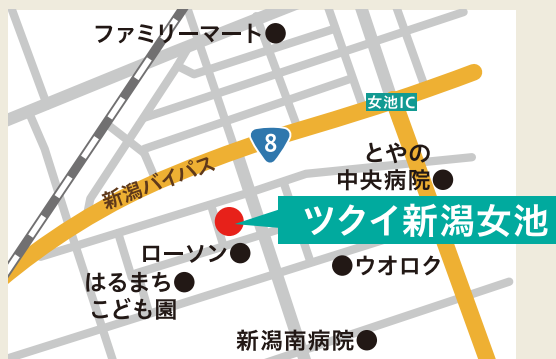 ファミリーマート
女池IC
8
とやの
中央病院
新潟バイパス
ツクイ新潟女池
ローソン
ウオロク
はるまち
こども園
新潟南病院